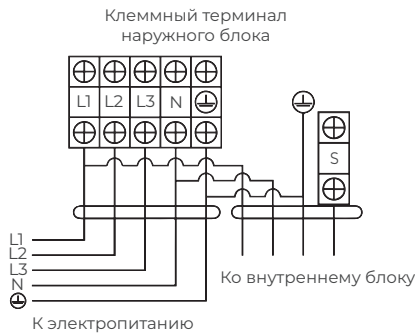 Клеммный терминал
наружного блока
L1 L2 L3 N
S
L1
L2
L3
N
Ко внутреннему блоку
К электропитанию